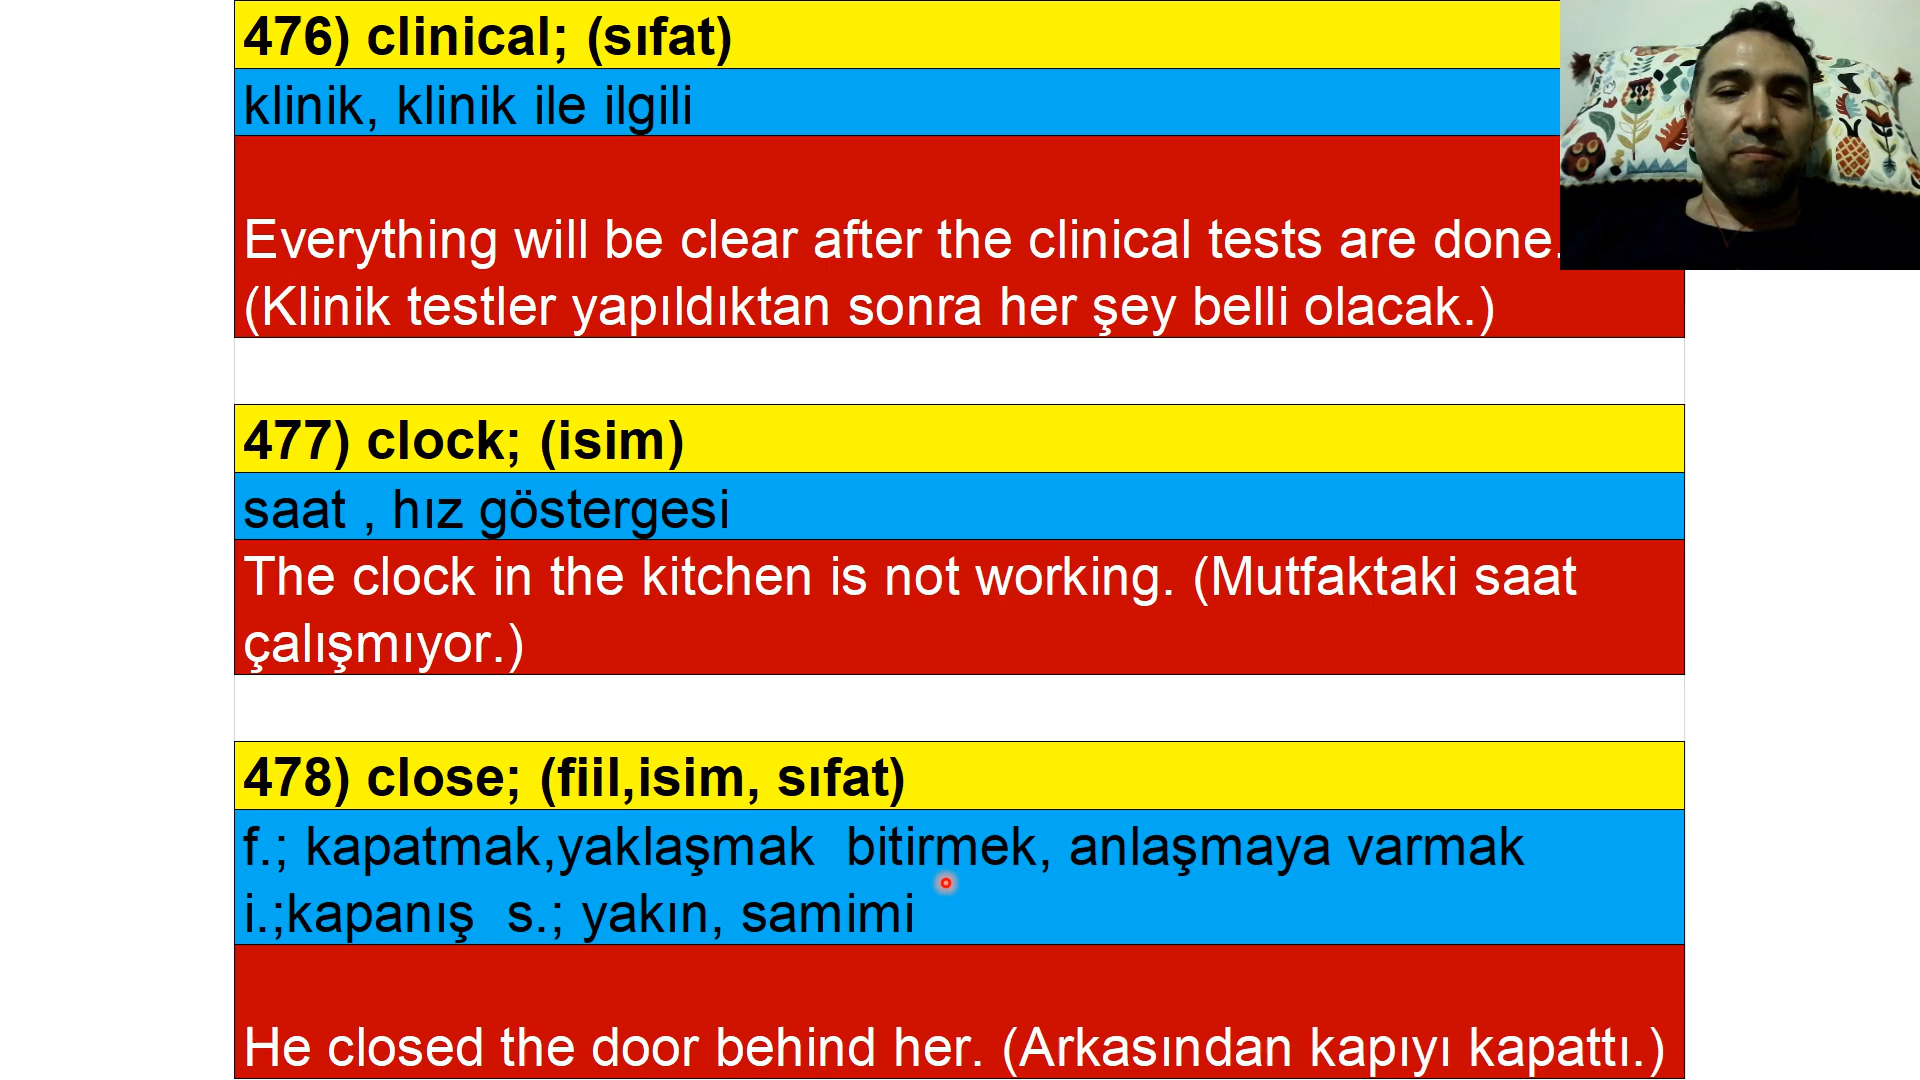 476) clinical; (sıfat)
klinik, klinik ile ilgili
Everything will be clear after the clinical tests are done.
(Klinik testler yapıldıktan sonra her şey belli olacak.)
477) clock; (isim)
saat , hız göstergesi
The clock in the kitchen is not working. (Mutfaktaki saat
çalışmıyor.)
478) close; (fiil,isim, sıfat)
f.; kapatmak,yaklaşmak  bitirmek, anlaşmaya varmak
i.;kapanış  s.; yakın, samimi
He closed the door behind her. (Arkasından kapıyı kapattı.)